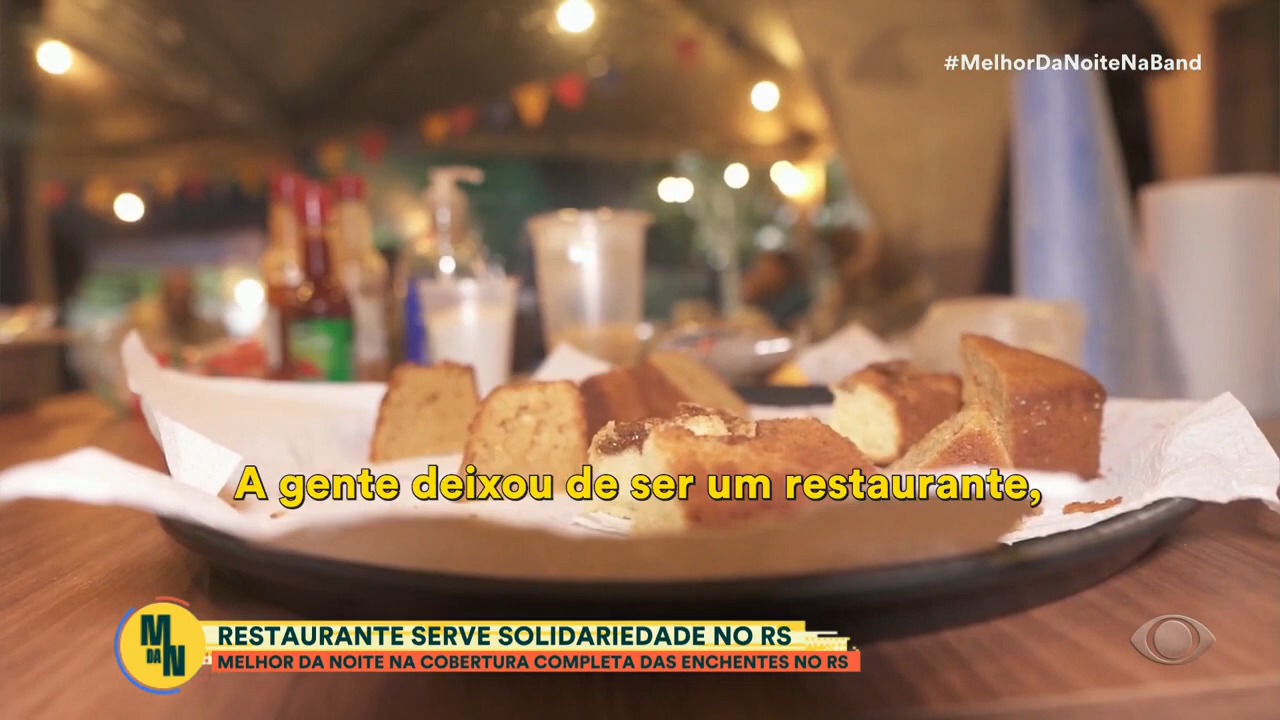 #MelhorDaNoiteNaBand
A gente deixou de ser um restaurante,
M
DA
N
RESTAURANTE SERVE SOLIDARIEDADE NO RS
MELHOR DA NOITE NA COBERTURA COMPLETA DAS ENCHENTES NO RS